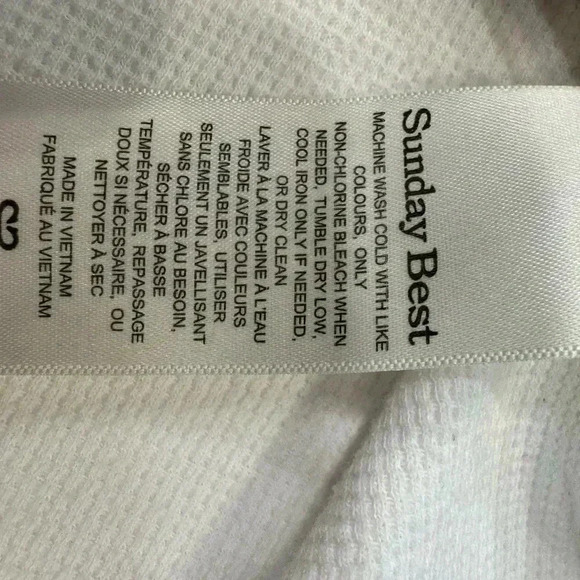 Sunday Best
MACHINE WASH COLD WITH LIKE
COLOURS, ONLY
NON-CHLORINE BLEACH WHEN
NEEDED, TUMBLE DRY LOW,
COOL IRON ONLY IF NEEDED,
OR DRY CLEAN
LAVER À LA MACHINE À L'EAU
FROIDE AVEC COULEURS
SEMBLABLES, UTILISER
SEULEMENT UN JAVELLISANT
SANS CHLORE AU BESOIN,
SÉCHER À BASSE
TEMPÉRATURE, REPASSAGE
DOUX SI NÉCESSAIRE, OU
NETTOYER À SEC
MADE IN VIETNAM
FABRIQUÉ AU VIETNAM